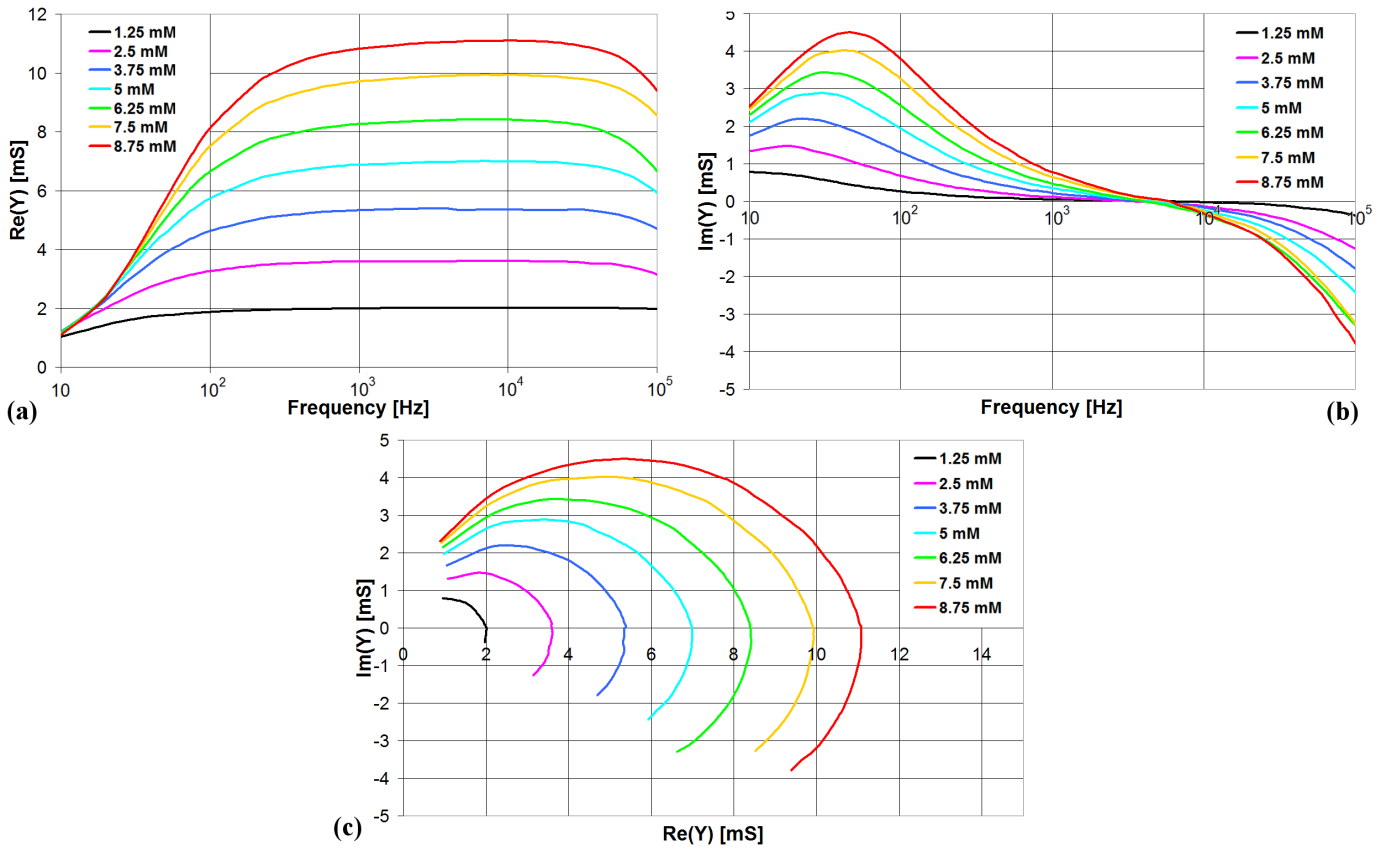 (a)
Re(Y) [mS]
12
10
8
6
4
2
0
1.25 mM
2.5 mM
3.75 mM
5 mM
6.25 mM
7.5 mM
8.75 mM
10 10² 10³ 10⁴ 10⁵
Frequency [Hz]
(b)
Im(Y) [mS]
5
4
3
2
1
0
-1
-2
-3
-4
-5
10 10² 10³ 10⁴ 10⁵
1.25 mM
2.5 mM
3.75 mM
5 mM
6.25 mM
7.5 mM
8.75 mM
Frequency [Hz]
(c)
Im(Y) [mS]
5
4
3
2
1
0
-1
-2
-3
-4
-5
0 2 4 6 8 10 12 14
1.25 mM
2.5 mM
3.75 mM
5 mM
6.25 mM
7.5 mM
8.75 mM
Re(Y) [mS]